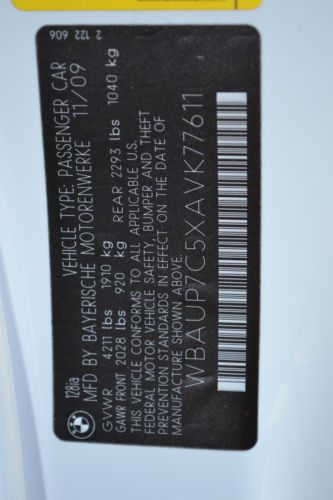 2 122 606
128ia
VEHICLE TYPE: PASSENGER CAR
MFD BY BAYERISCHE MOTORENWERKE 11/09
GVWR 4211 lbs 1910 kg
GAWR FRONT 2028 lbs 920 kg REAR 2293 lbs 1040 kg
THIS VEHICLE CONFORMS TO ALL APPLICABLE U.S.
FEDERAL MOTOR VEHICLE SAFETY, BUMPER AND THEFT
PREVENTION STANDARDS IN EFFECT ON THE DATE OF
MANUFACTURE SHOWN ABOVE.
WBAUP7C5XAVK77611
BMW